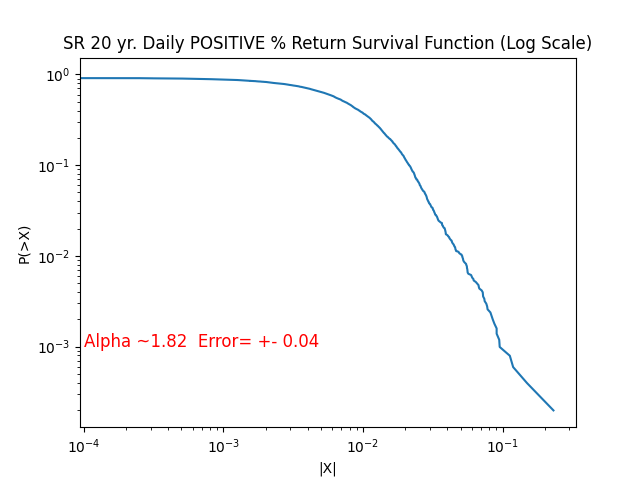 SR 20 yr. Daily POSITIVE % Return Survival Function (Log Scale)
10^0
10^-1
10^-2
10^-3
P(>X)
Alpha ~1.82  Error= +- 0.04
10^-4 10^-3 10^-2 10^-1
|X|